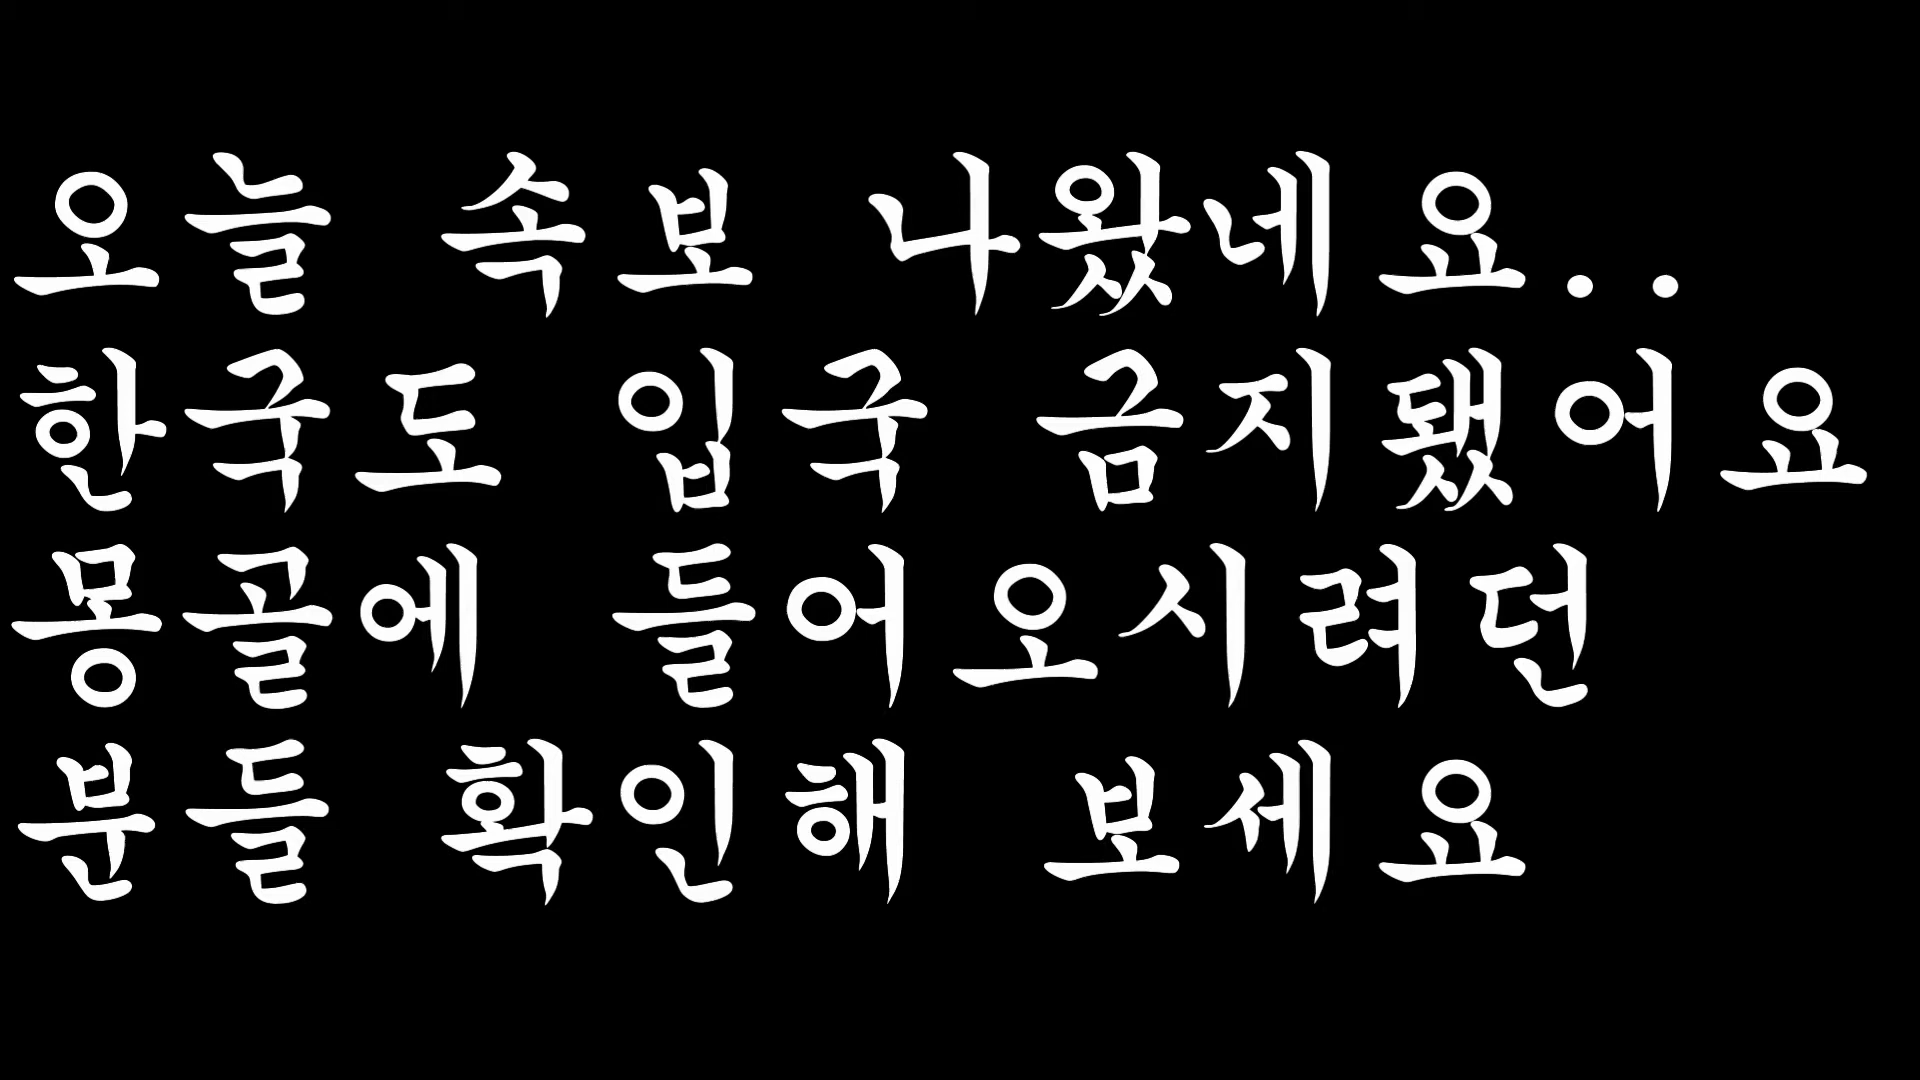 오늘 속보 나왔네요..
한국도 입국 금지됐어요
몽골에 들어오시려던
분들 확인해 보세요